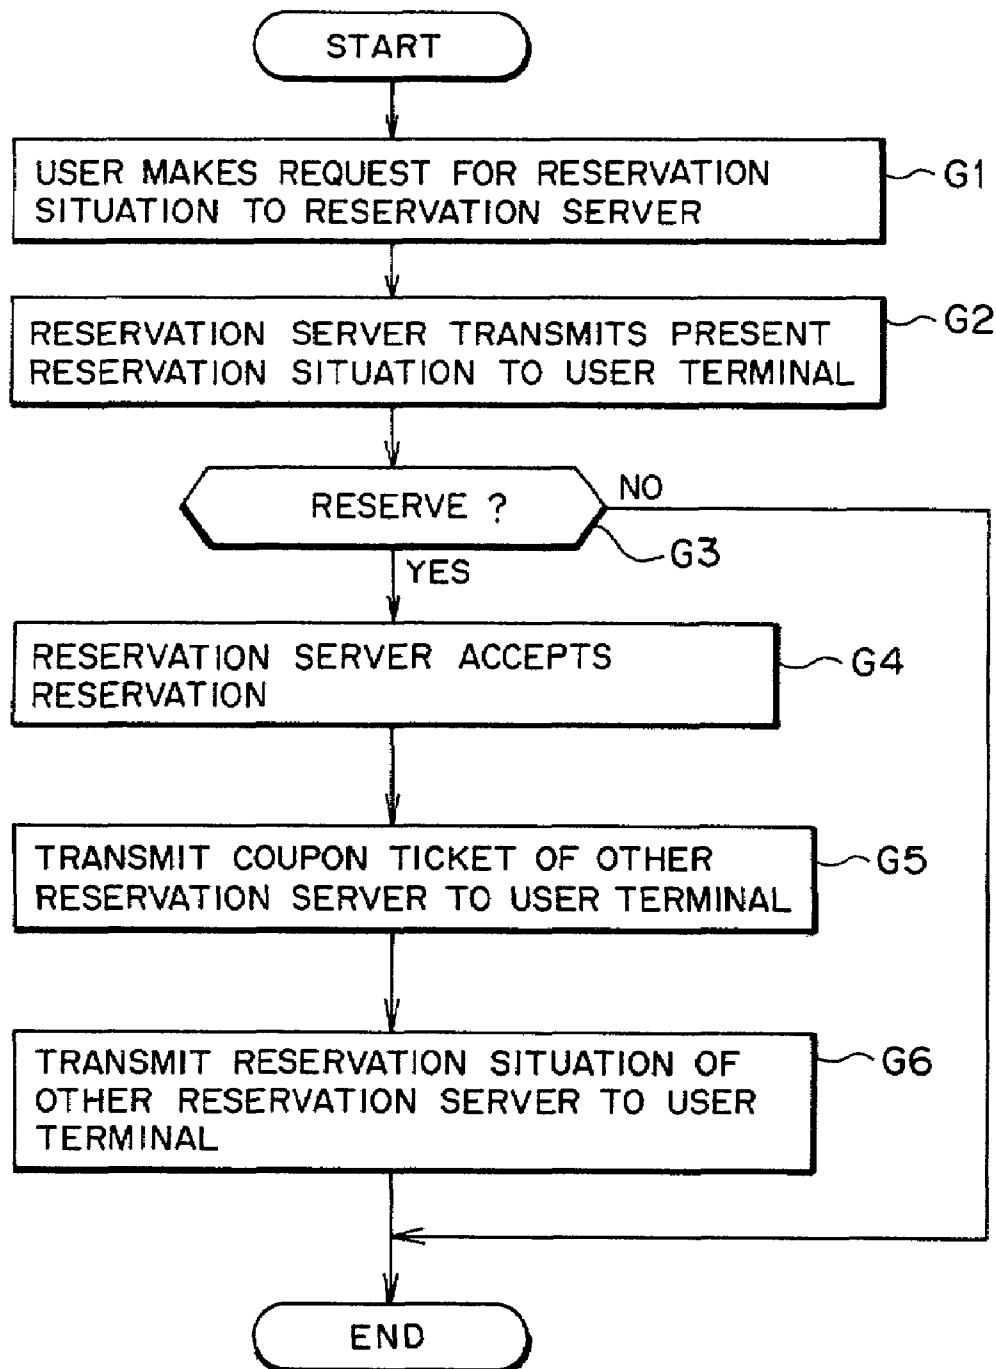 START
USER MAKES REQUEST FOR RESERVATION
SITUATION TO RESERVATION SERVER
G1
RESERVATION SERVER TRANSMITS PRESENT
RESERVATION SITUATION TO USER TERMINAL
G2
RESERVE ?
NO
G3
YES
RESERVATION SERVER ACCEPTS
RESERVATION
G4
TRANSMIT COUPON TICKET OF OTHER
RESERVATION SERVER TO USER TERMINAL
G5
TRANSMIT RESERVATION SITUATION OF
OTHER RESERVATION SERVER TO USER
TERMINAL
G6
END